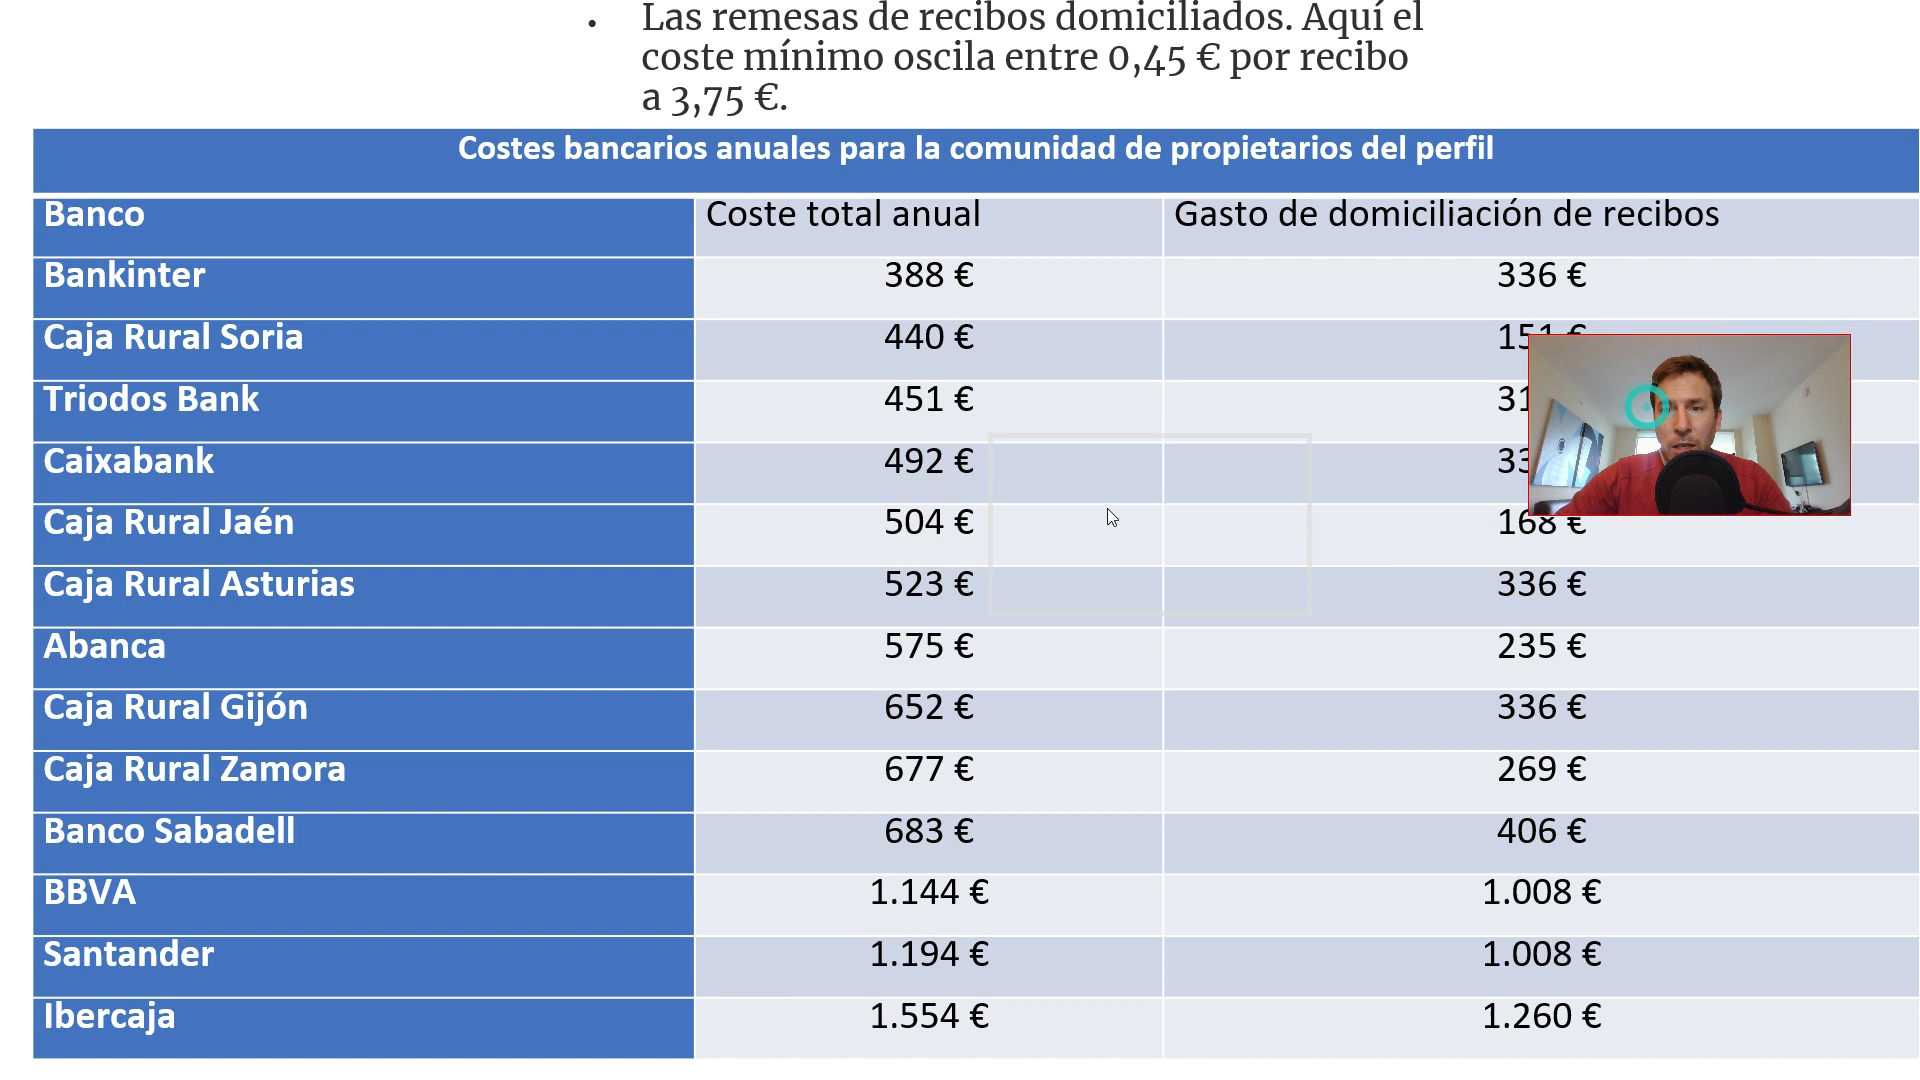 • Las remesas de recibos domiciliados. Aquí el
coste mínimo oscila entre 0,45 € por recibo
a 3,75 €.
Costes bancarios anuales para la comunidad de propietarios del perfil
Banco Coste total anual Gasto de domiciliación de recibos
Bankinter 388 € 336 €
Caja Rural Soria 440 € 151 €
Triodos Bank 451 €
Caixabank 492 €
Caja Rural Jaén 504 € 168 €
Caja Rural Asturias 523 € 336 €
Abanca 575 € 235 €
Caja Rural Gijón 652 € 336 €
Caja Rural Zamora 677 € 269 €
Banco Sabadell 683 € 406 €
BBVA 1.144 € 1.008 €
Santander 1.194 € 1.008 €
Ibercaja 1.554 € 1.260 €